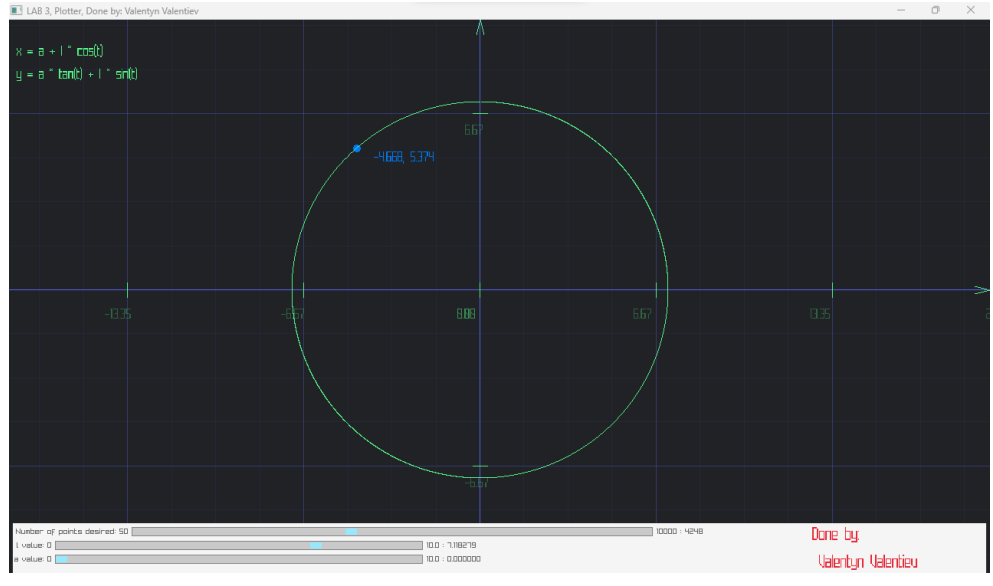 LAB 3, Plotter, Done by: Valentyn Valentiev
x = a + l * cos(t)
y = a * tan(t) + l * sin(t)
6.67
-4.668, 5.374
-13.35
-6.67
6.67
13.35
-6.67
Number of points desired: 50
10000 : 4248
l value: 0
10.0 : 7.118279
a value: 0
10.0 : 0.000000
Done by:
Valentyn Valentiev